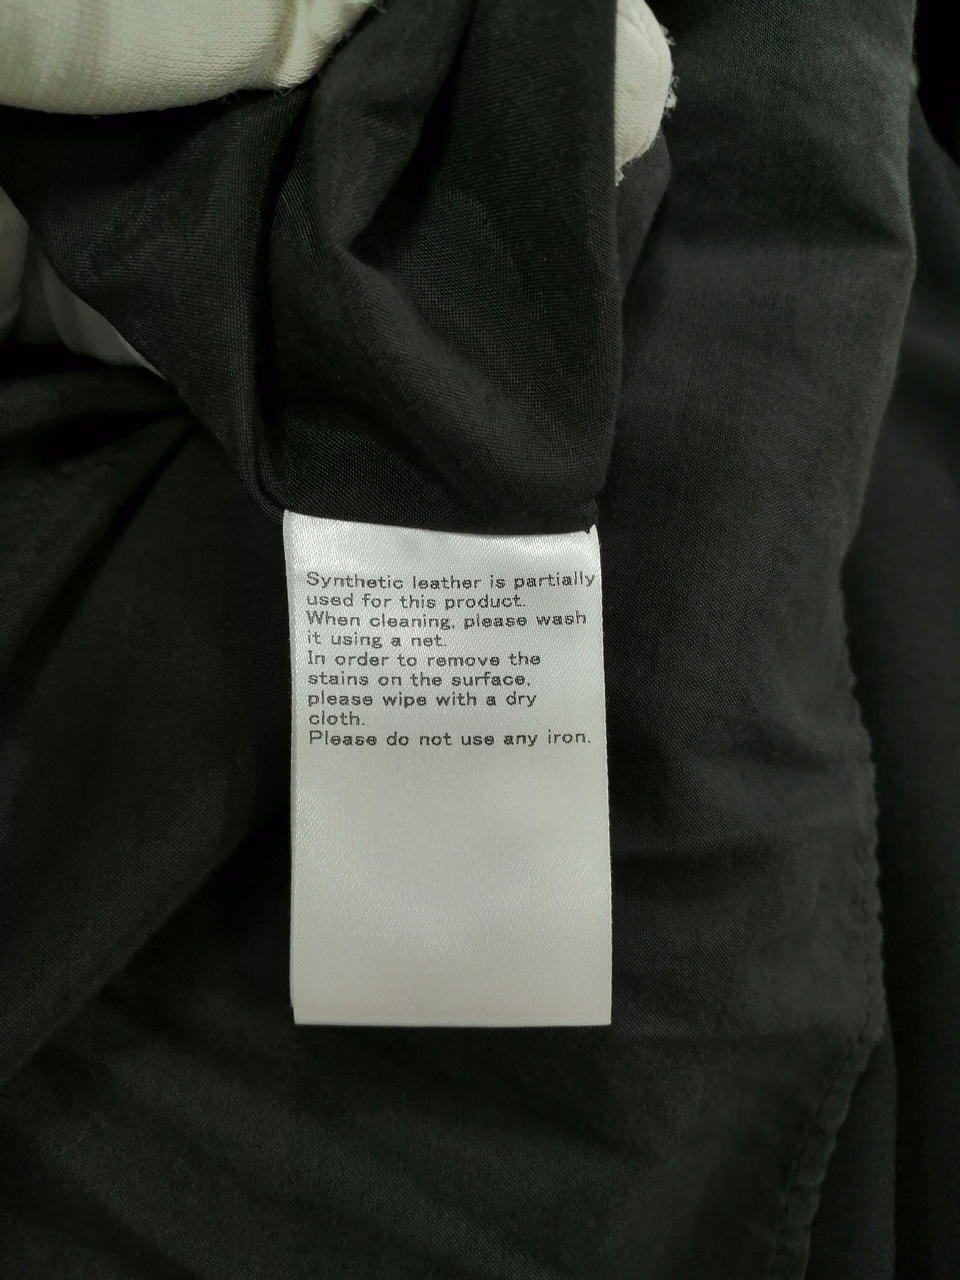 Synthetic leather is partially
used for this product.
When cleaning, please wash
it using a net.
In order to remove the
stains on the surface,
please wipe with a dry
cloth.
Please do not use any iron.